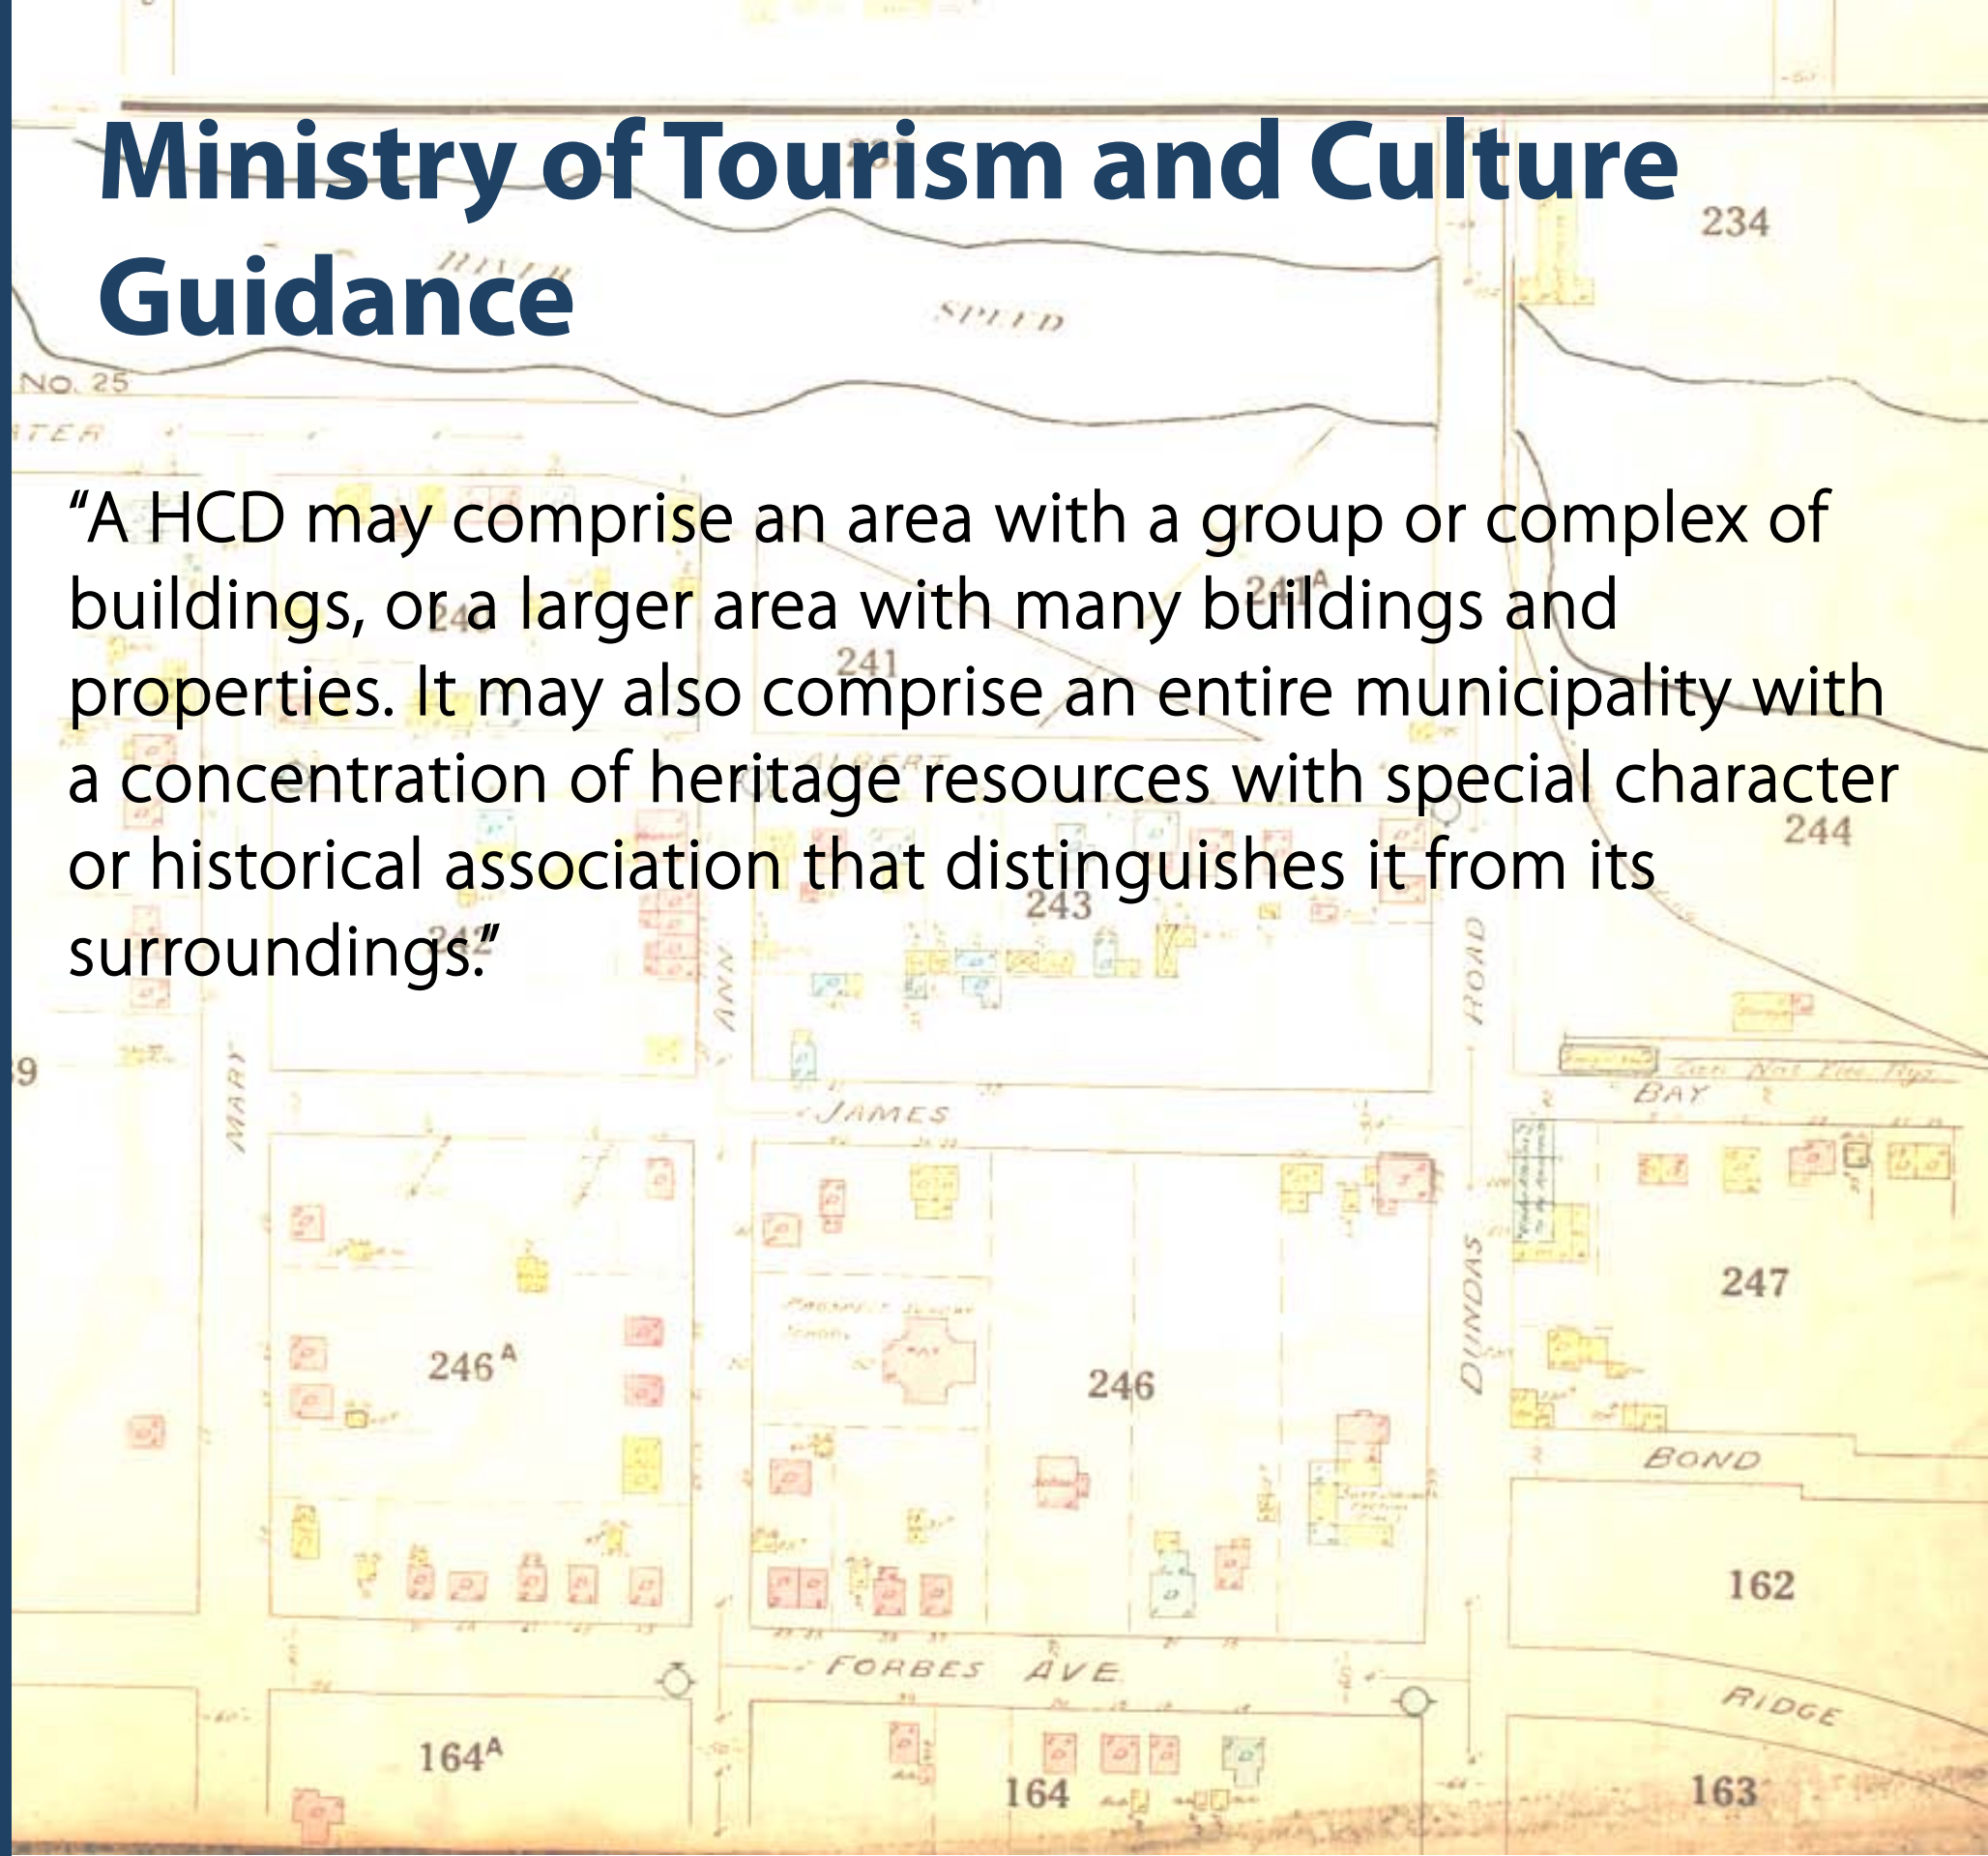 Ministry of Tourism and Culture
Guidance
“A HCD may comprise an area with a group or complex of
buildings, or a larger area with many buildings and
properties. It may also comprise an entire municipality with
a concentration of heritage resources with special character
or historical association that distinguishes it from its
surroundings.”
234
RIVER
SPEED
No. 25
241A
241
ALBERT
244
243
242
ANN
ROAD
MARY
JAMES
BAY
247
246A
246
DUNDAS
BOND
162
FORBES AVE.
RIDGE
164A
164
163